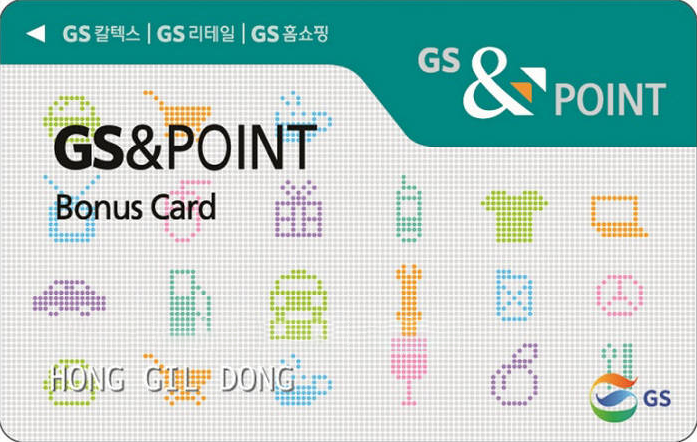 GS 칼텍스 | GS 리테일 | GS 홈쇼핑
GS & POINT
GS&POINT
Bonus Card
HONG GIL DONG
GS